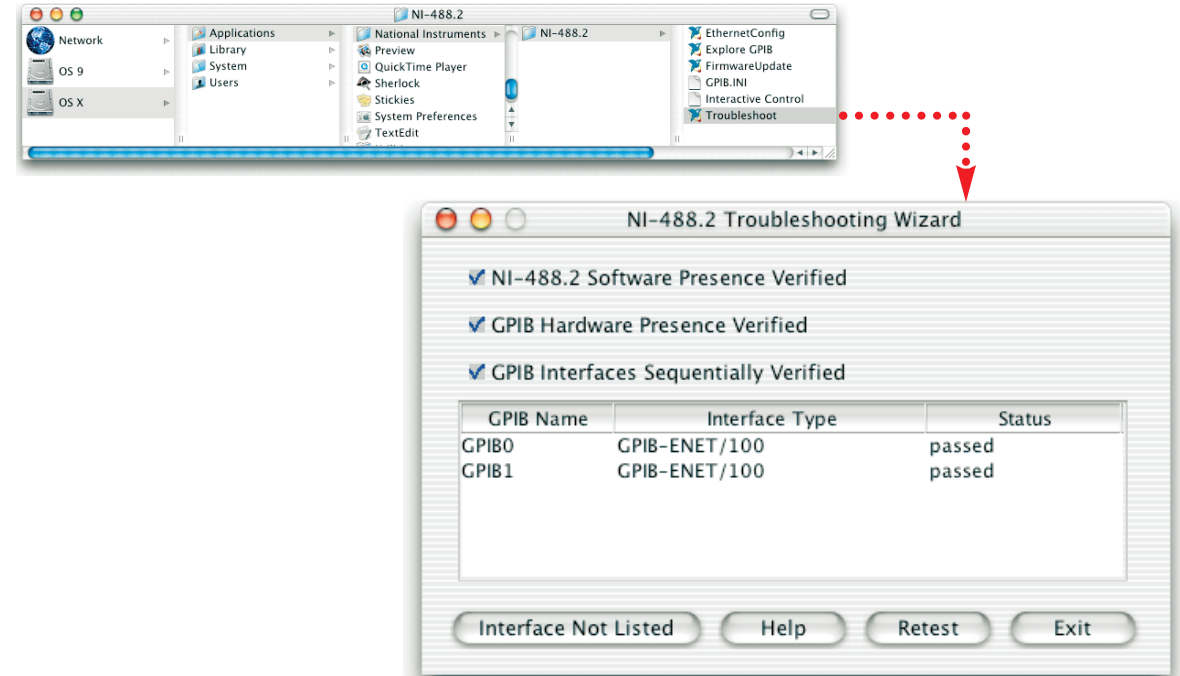 NI-488.2
Network
OS 9
OS X
Applications
Library
System
Users
National Instruments
Preview
QuickTime Player
Sherlock
Stickies
System Preferences
TextEdit
NI-488.2
EthernetConfig
Explore GPIB
FirmwareUpdate
GPIB.INI
Interactive Control
Troubleshoot
NI-488.2 Troubleshooting Wizard
NI-488.2 Software Presence Verified
GPIB Hardware Presence Verified
GPIB Interfaces Sequentially Verified
GPIB Name Interface Type Status
GPIB0 GPIB-ENET/100 passed
GPIB1 GPIB-ENET/100 passed
Interface Not Listed Help Retest Exit